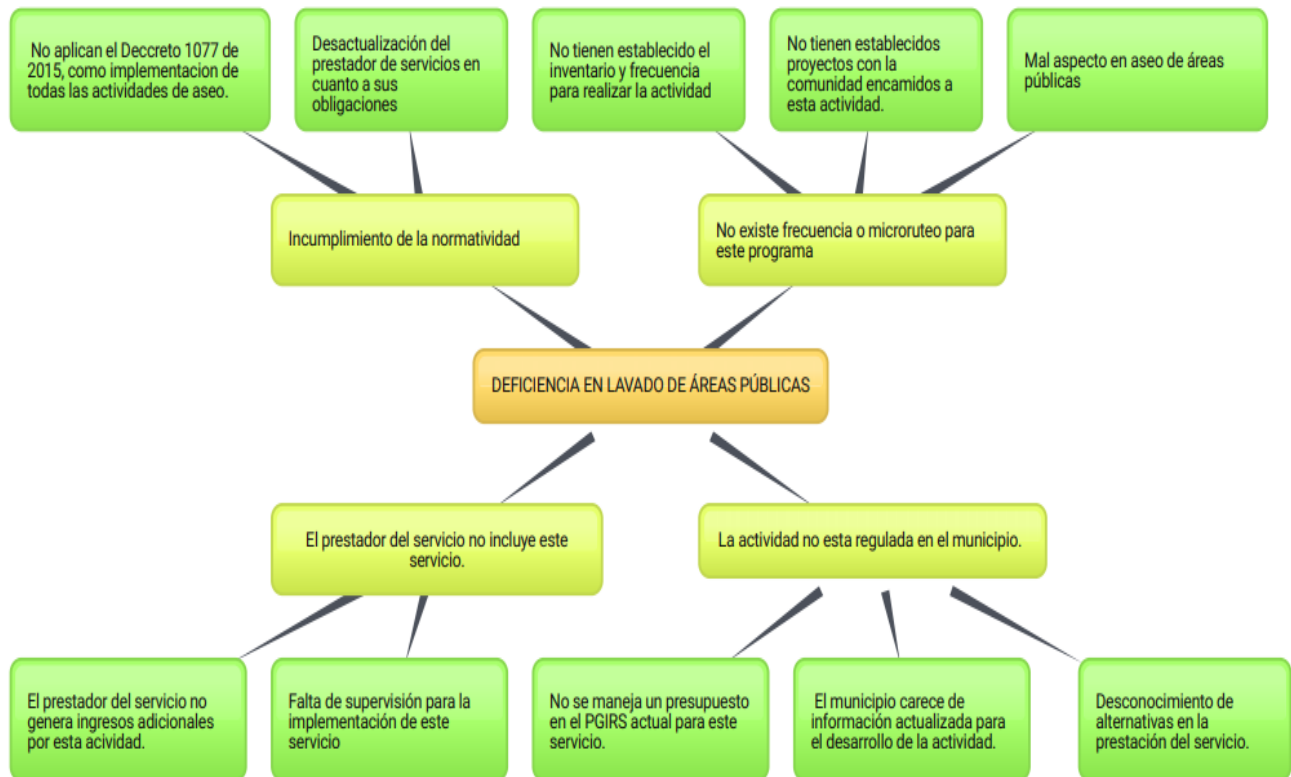 No aplican el Deccreto 1077 de
2015, como implementacion de
todas las actividades de aseo.
Desactualización del
prestador de servicios en
cuanto a sus
obligaciones
No tienen establecido el
inventario y frecuencia
para realizar la actividad
No tienen establecidos
proyectos con la
comunidad encamidos a
esta actividad.
Mal aspecto en aseo de áreas
públicas
Incumplimiento de la normatividad
No existe frecuencia o microruteo para
este programa
DEFICIENCIA EN LAVADO DE ÁREAS PÚBLICAS
El prestador del servicio no incluye este
servicio.
La actividad no esta regulada en el municipio.
El prestador del servicio no
genera ingresos adicionales
por esta acividad.
Falta de supervisión para la
implementación de este
servicio
No se maneja un presupuesto
en el PGIRS actual para este
servicio.
El municipio carece de
información actualizada para
el desarrollo de la actividad.
Desconocimiento de
alternativas en la
prestación del servicio.